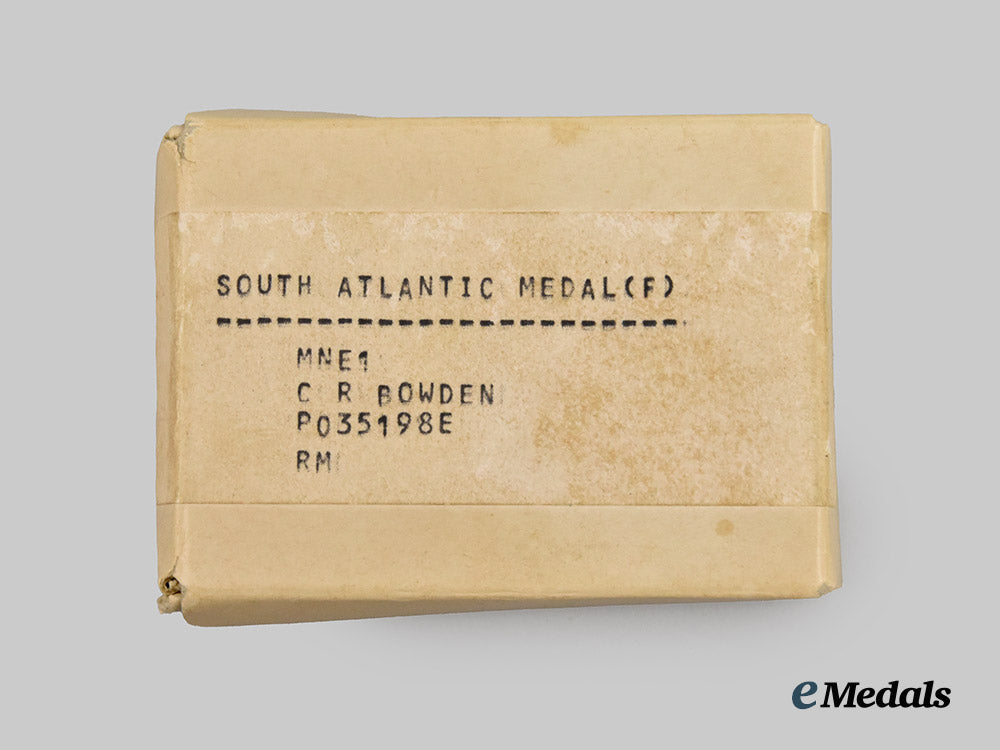 SOUTH ATLANTIC MEDAL(F)
-----------------------
MNE1
C R BOWDEN
P035198E
RM
eMedals